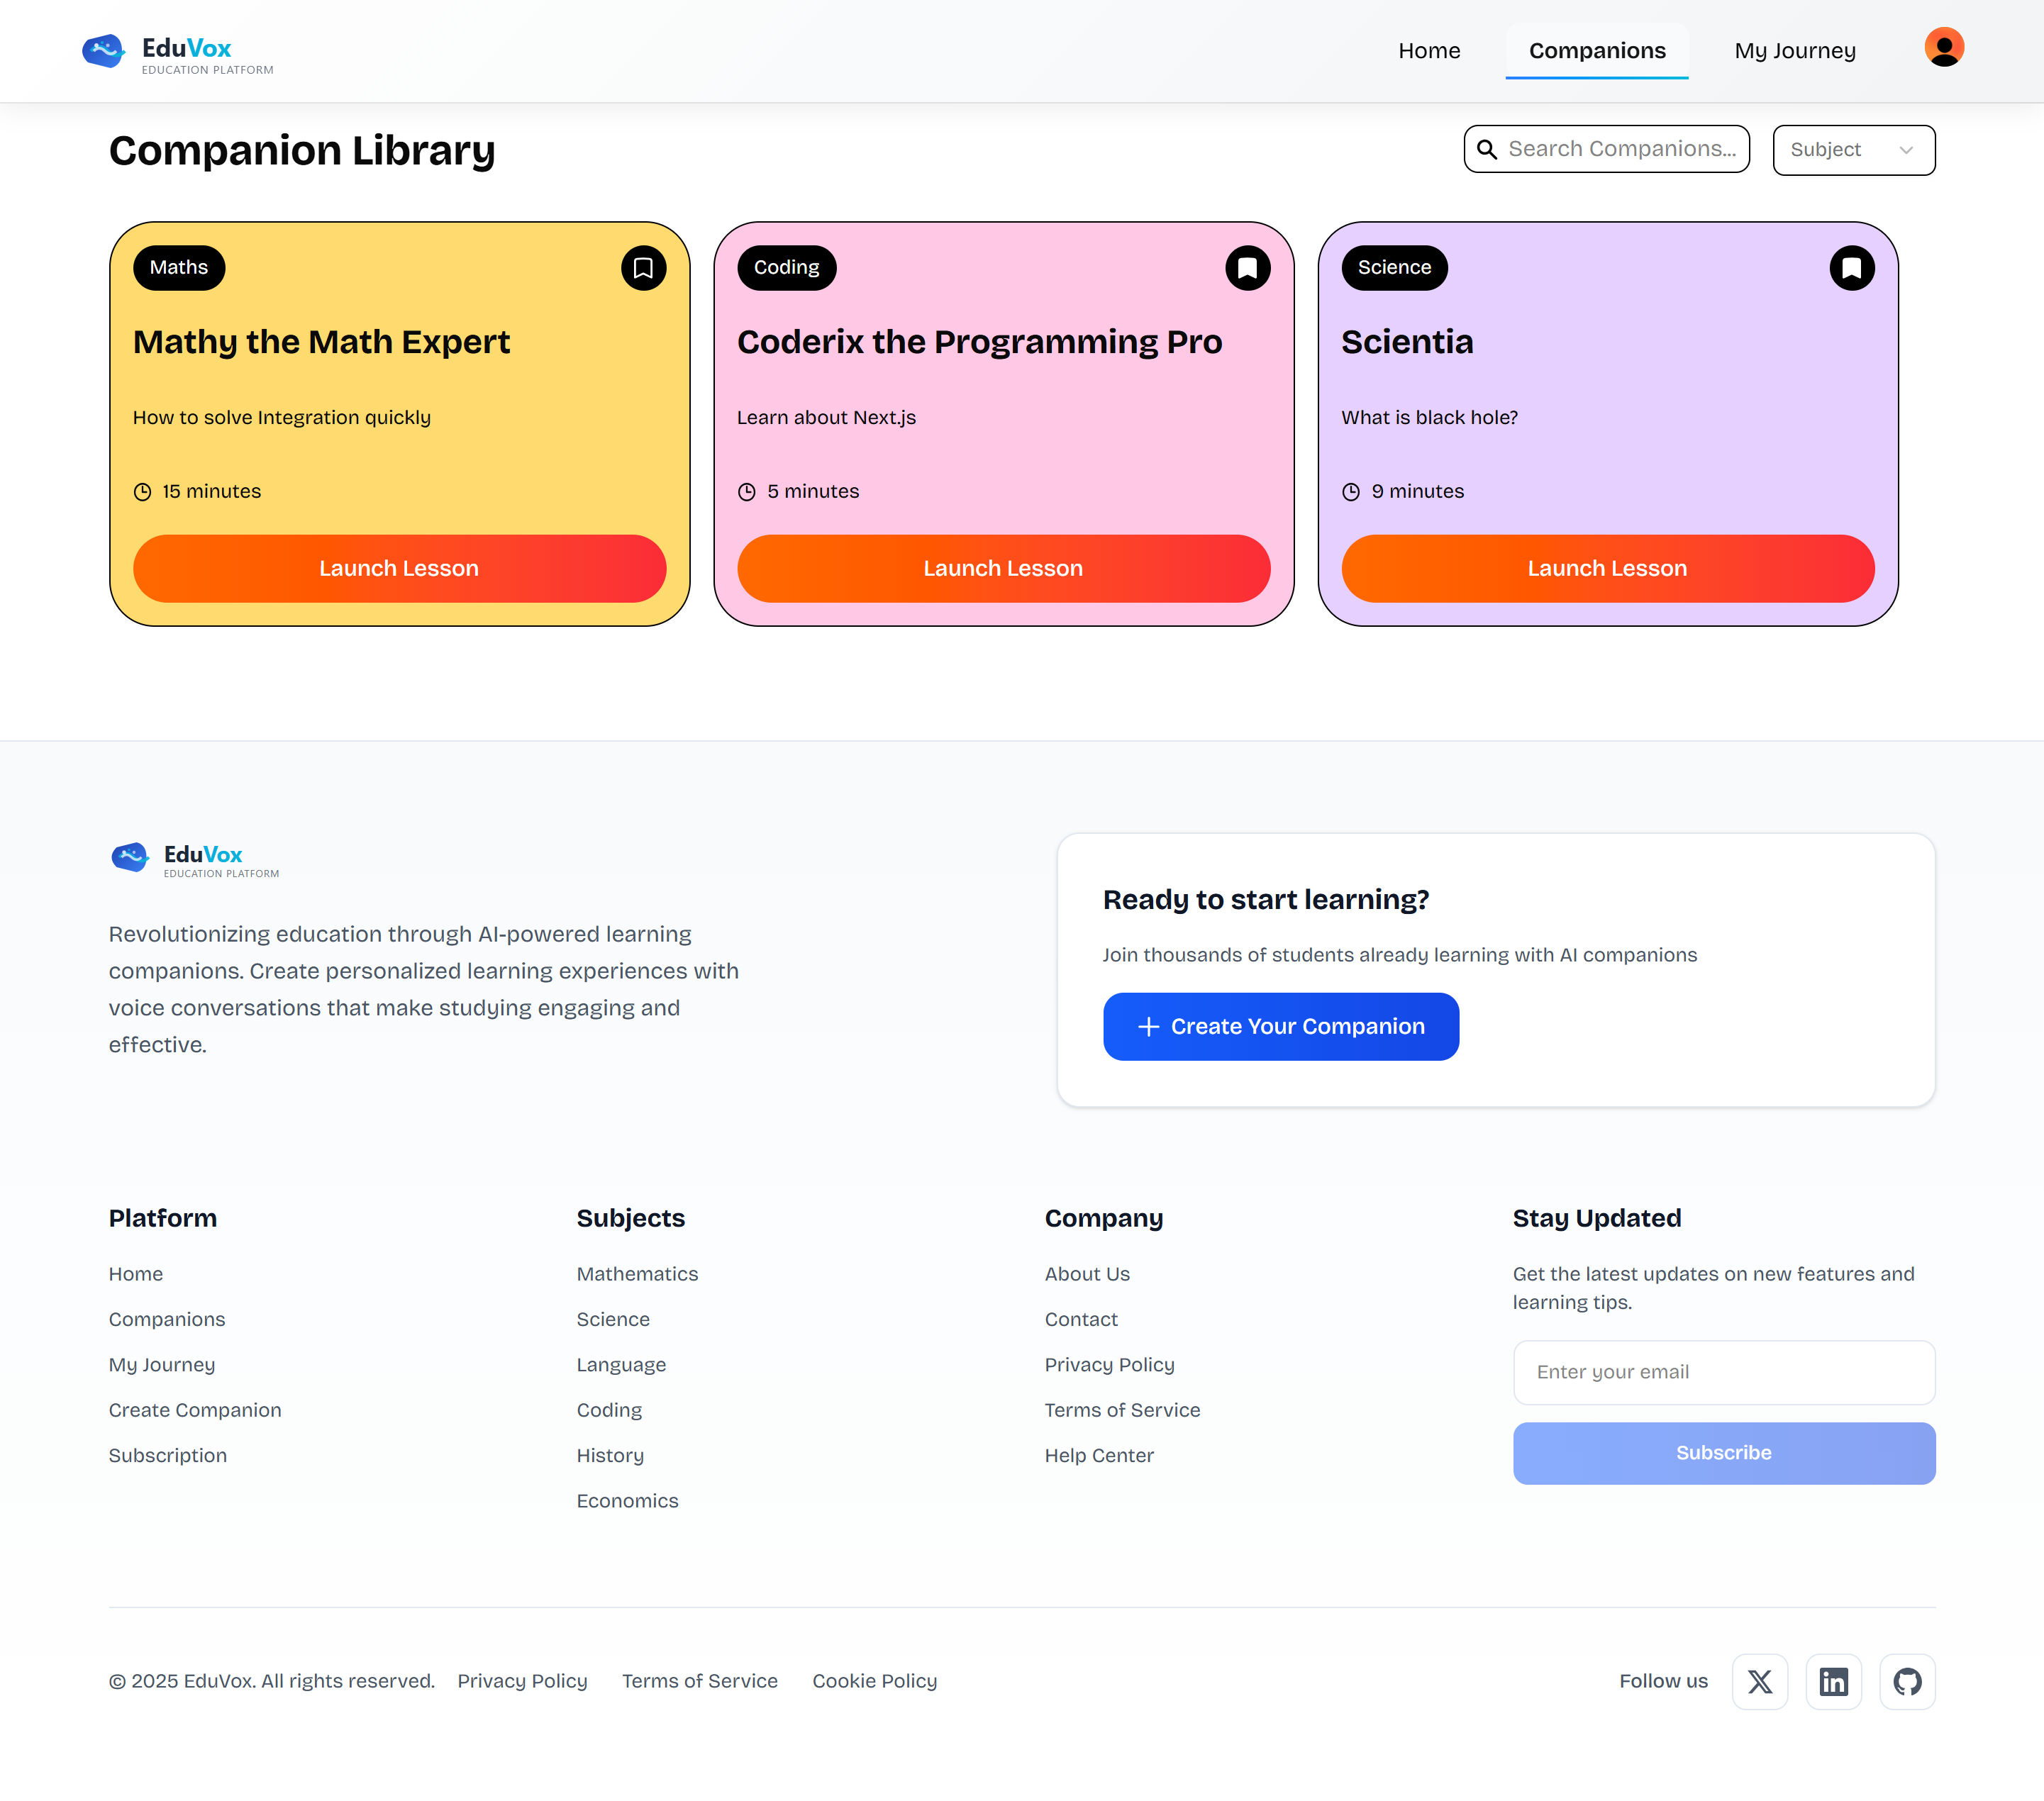 EduVox
EDUCATION PLATFORM
Home
Companions
My Journey
Companion Library
Search Companions...
Subject
Maths
Mathy the Math Expert
How to solve Integration quickly
15 minutes
Launch Lesson
Coding
Coderix the Programming Pro
Learn about Next.js
5 minutes
Launch Lesson
Science
Scientia
What is black hole?
9 minutes
Launch Lesson
EduVox
EDUCATION PLATFORM
Revolutionizing education through AI-powered learning
companions. Create personalized learning experiences with
voice conversations that make studying engaging and
effective.
Ready to start learning?
Join thousands of students already learning with AI companions
Create Your Companion
Platform
Home
Companions
My Journey
Create Companion
Subscription
Subjects
Mathematics
Science
Language
Coding
History
Economics
Company
About Us
Contact
Privacy Policy
Terms of Service
Help Center
Stay Updated
Get the latest updates on new features and
learning tips.
Enter your email
Subscribe
© 2025 EduVox. All rights reserved.
Privacy Policy
Terms of Service
Cookie Policy
Follow us